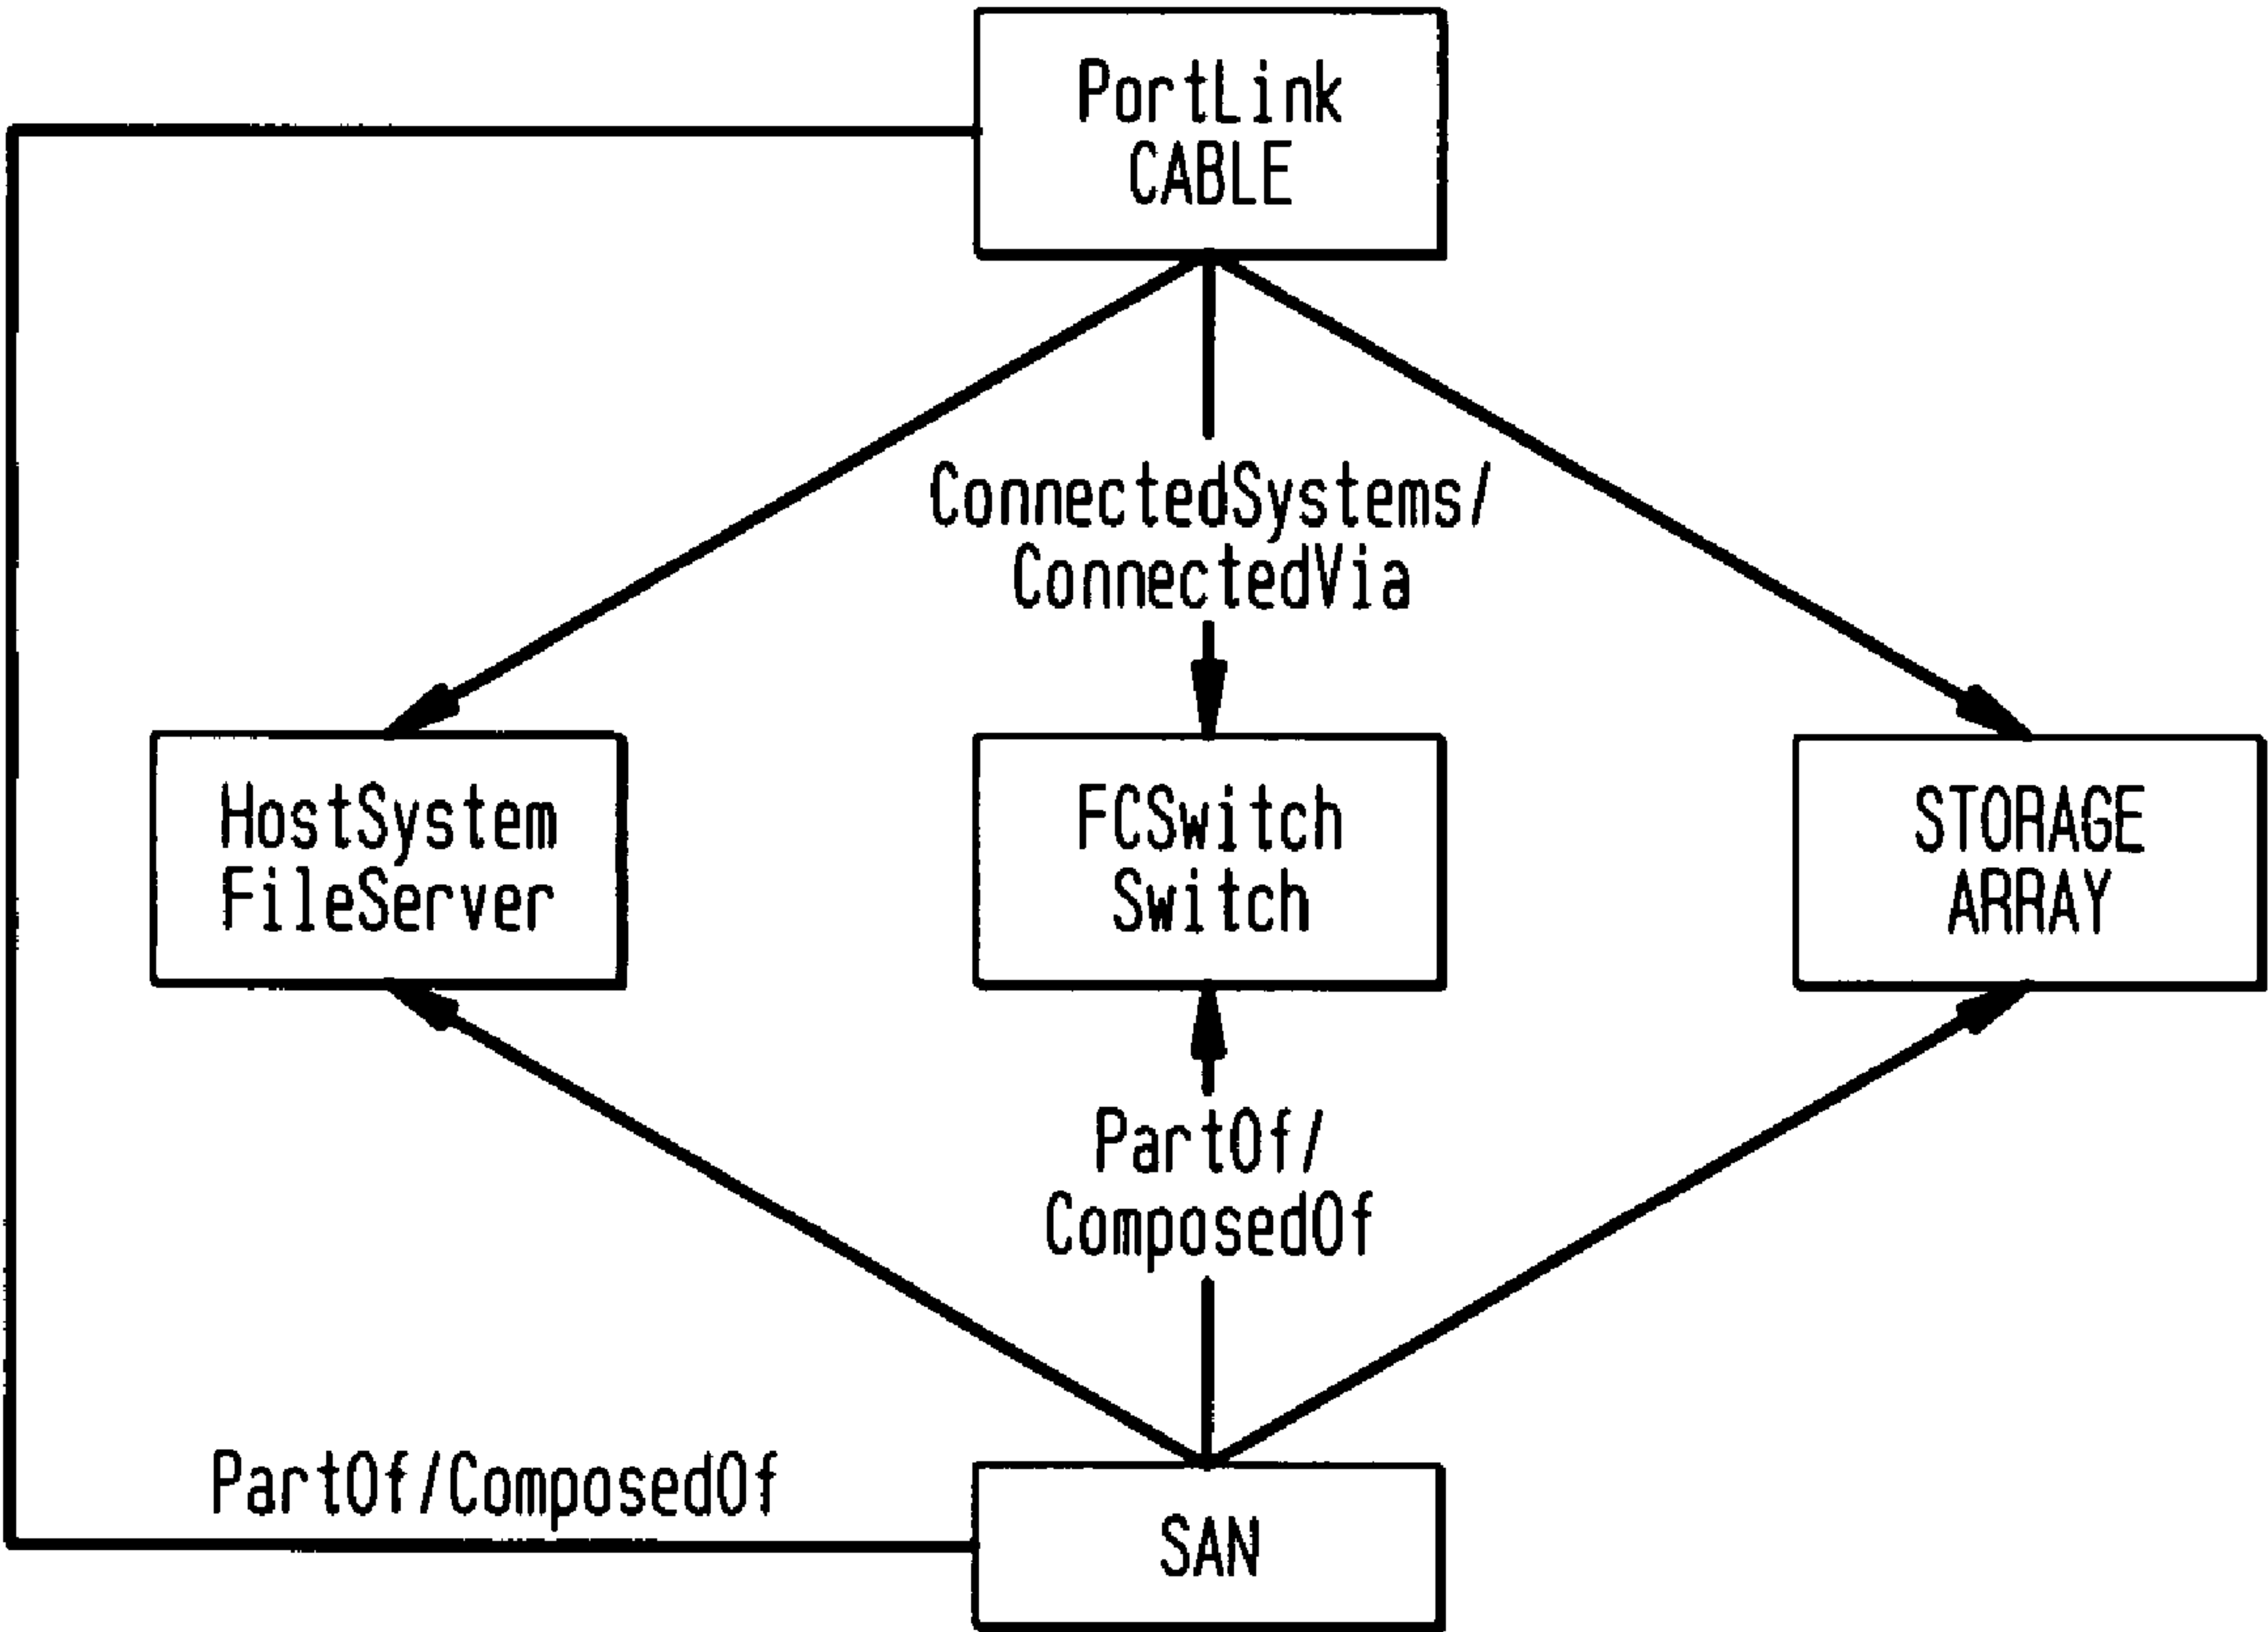 PortLink
CABLE
ConnectedSystems/
ConnectedVia
HostSystem
FileServer
FCSwitch
Switch
STORAGE
ARRAY
PartOf/
ComposedOf
PartOf/ComposedOf
SAN